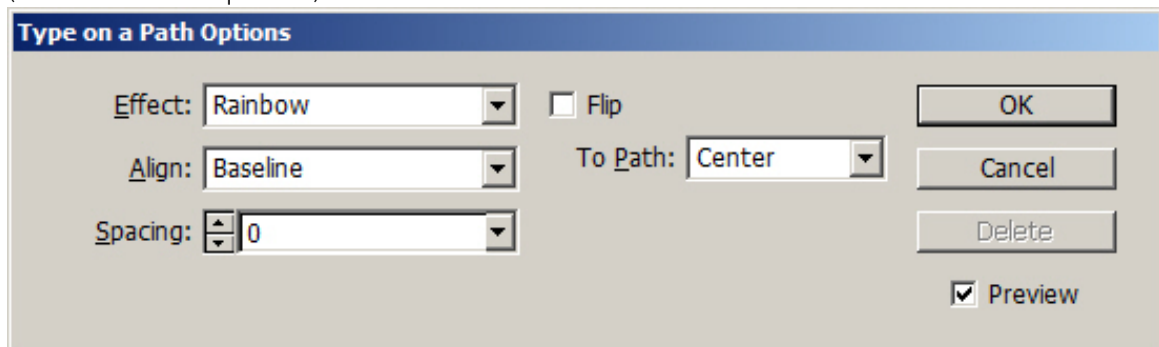 Type on a Path Options
Effect: Rainbow Flip OK
Align: Baseline To Path: Center Cancel
Spacing: 0 Delete
Preview